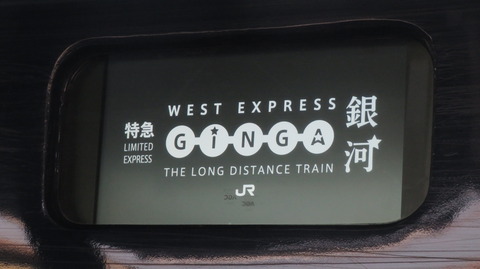 WEST EXPRESS
特急
LIMITED
EXPRESS
GiNGA
銀河
THE LONG DISTANCE TRAIN
JR